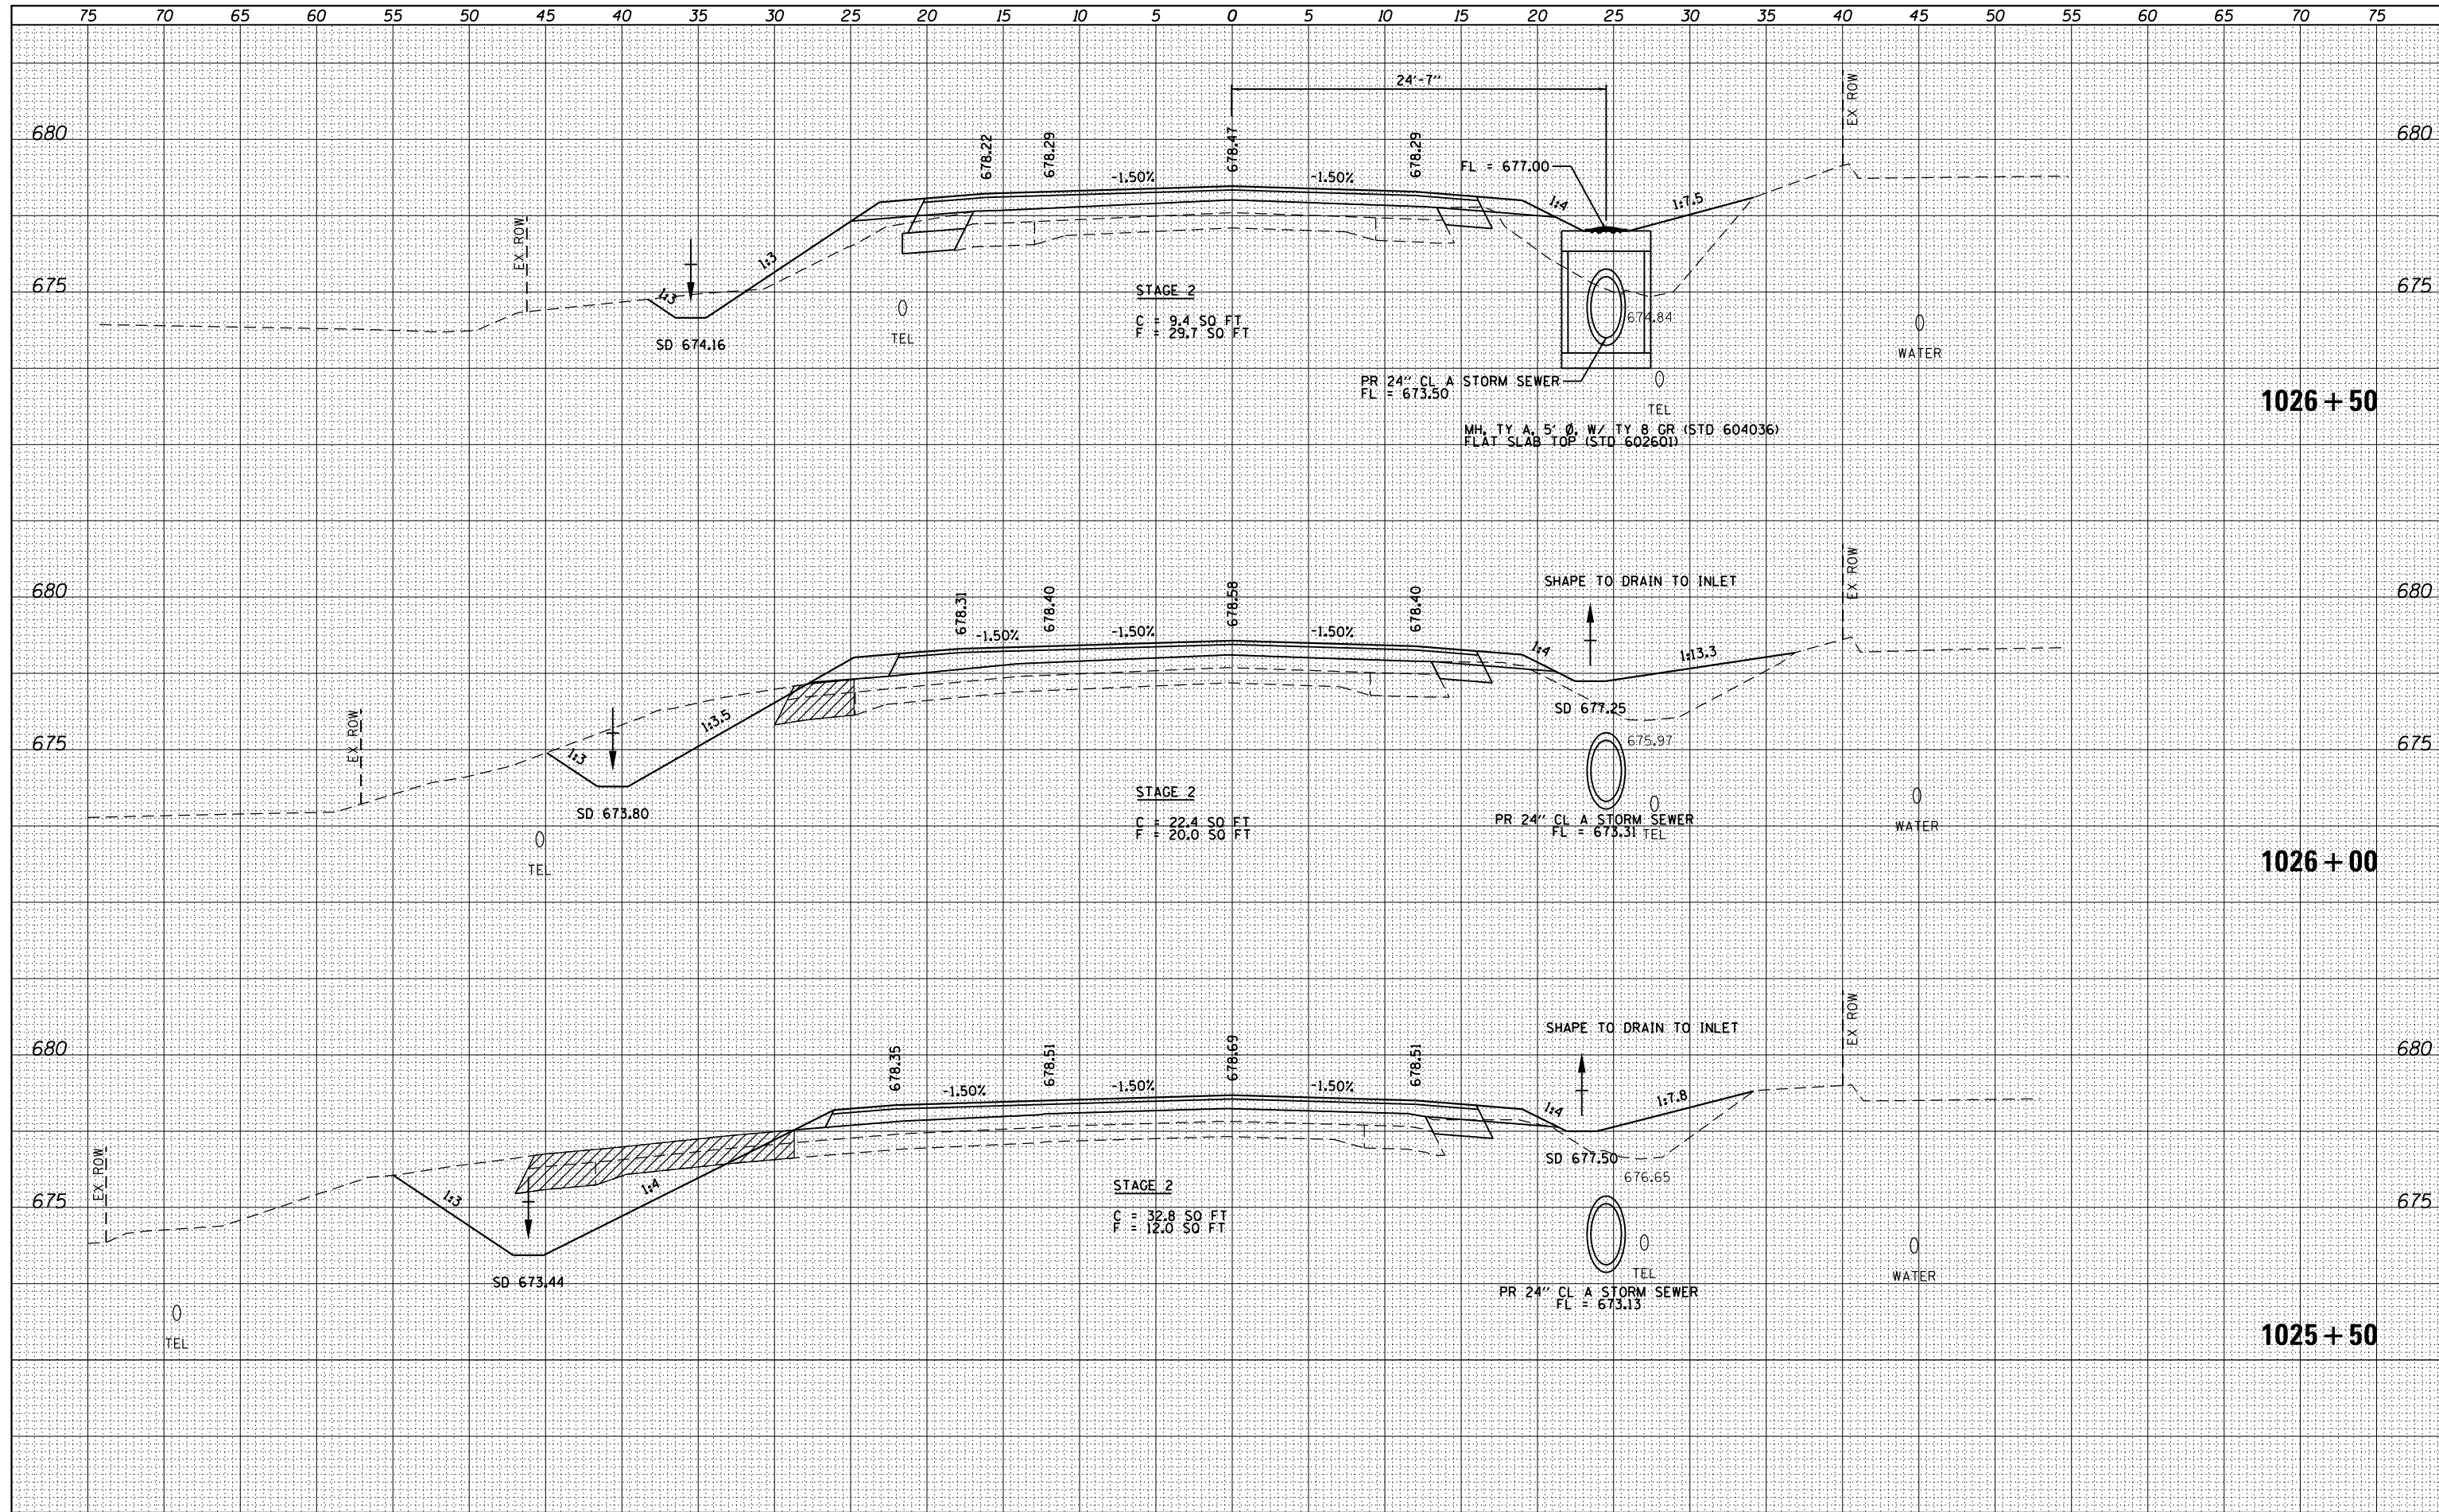 75 70 65 60 55 50 45 40 35 30 25 20 15 10 5 0 5 10 15 20 25 30 35 40 45 50 55 60 65 70 75
24'-7"
EX ROW
680
678.22
678.29
678.47
678.29
680
FL = 677.00
-1.50%
-1.50%
1:4
1:7.5
EX ROW
1:3
675
1:3
STAGE 2
675
C = 9.4 SQ FT
F = 29.7 SQ FT
674.84
SD 674.16
TEL
WATER
PR 24" CL A STORM SEWER
FL = 673.50
TEL
1026+50
MH, TY A, 5' Ø, W/ TY 8 GR (STD 604036)
FLAT SLAB TOP (STD 602601)
EX ROW
SHAPE TO DRAIN TO INLET
680
678.31
678.40
678.58
678.40
680
-1.50%
-1.50%
-1.50%
1:4
1:13.3
SD 677.25
1:3.5
EX ROW
675.97
675
1:3
675
STAGE 2
SD 673.80
C = 22.4 SQ FT
F = 20.0 SQ FT
PR 24" CL A STORM SEWER
FL = 673.31
TEL
WATER
TEL
1026+00
EX ROW
SHAPE TO DRAIN TO INLET
680
678.35
678.51
678.69
678.51
680
-1.50%
-1.50%
-1.50%
1:4
1:7.8
SD 677.50
EX ROW
676.65
675
1:3
1:4
STAGE 2
675
C = 32.8 SQ FT
F = 12.0 SQ FT
SD 673.44
TEL
WATER
PR 24" CL A STORM SEWER
FL = 673.13
TEL
1025+50